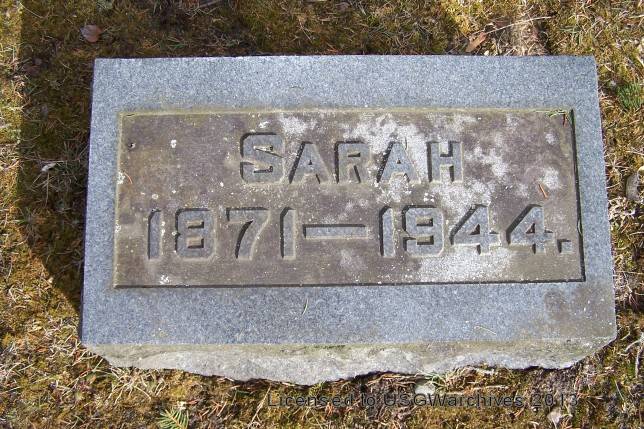 SARAH
1871—1944.
Licensed to USGWarchives 2013